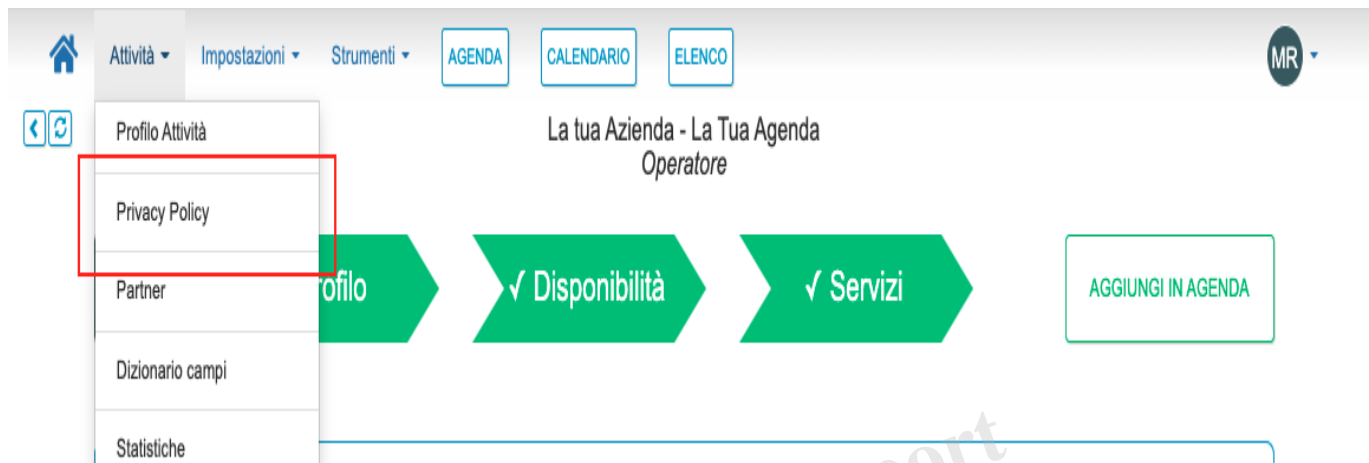 Attività
Impostazioni
Strumenti
AGENDA
CALENDARIO
ELENCO
MR
Profilo Attività
La tua Azienda - La Tua Agenda
Operatore
Privacy Policy
Partner
ofilo
✓ Disponibilità
✓ Servizi
AGGIUNGI IN AGENDA
Dizionario campi
Statistiche